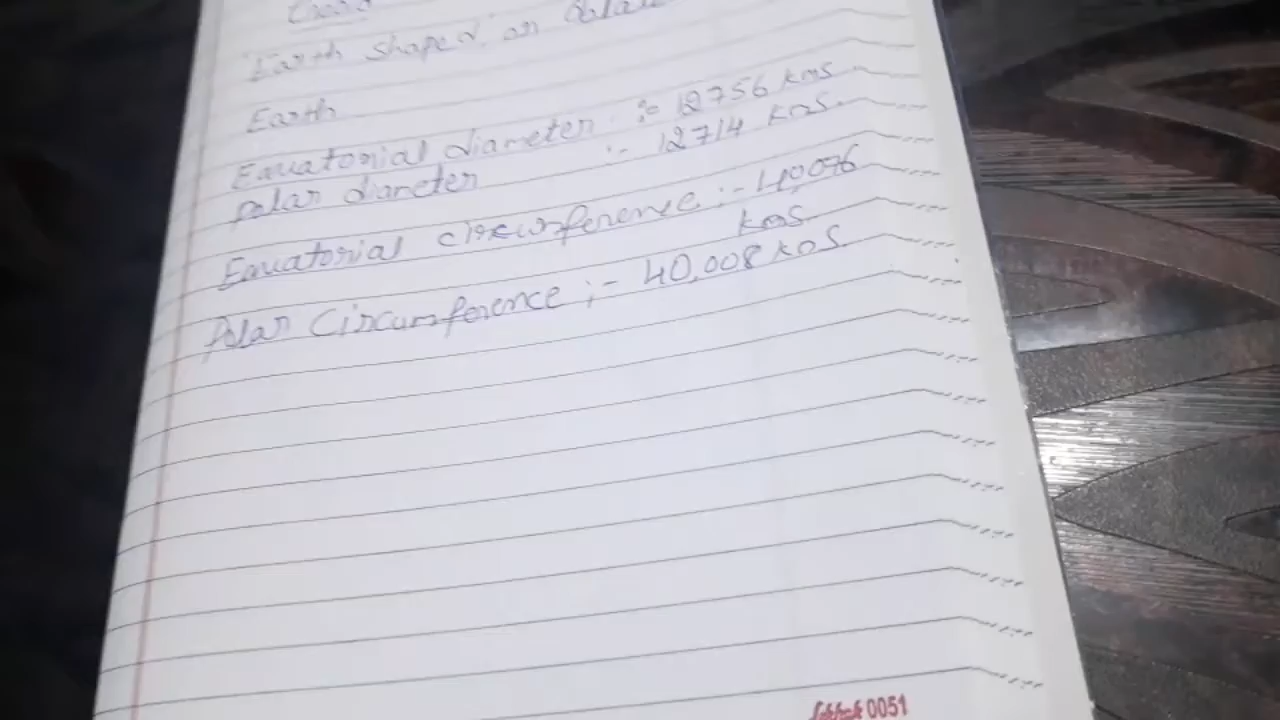 Earth shaped, on
Earth
Equatorial diameter :- 12756 kms
Polar diameter :- 12714 kms.
Equatorial circumference :- 40076
kms.
Polar Circumference :- 40,008 kms.
0051